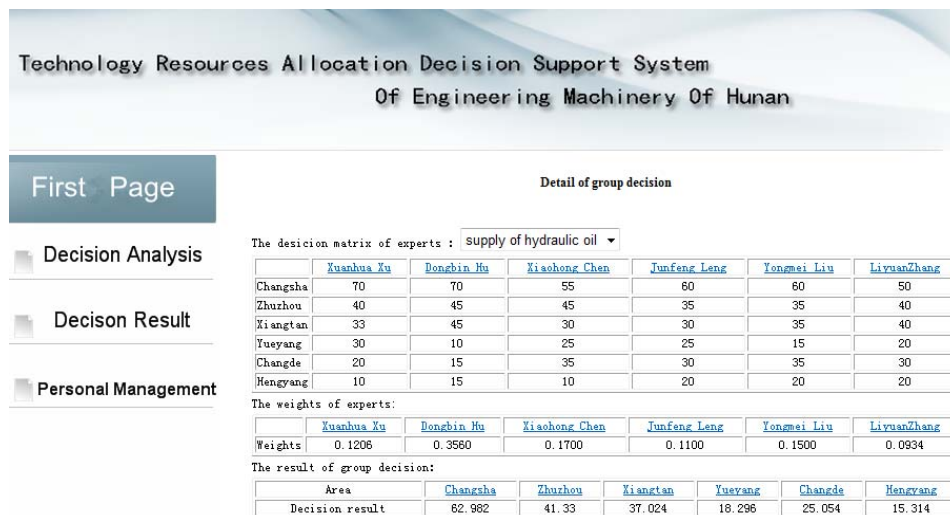 Technology Resources Allocation Decision Support System
Of Engineering Machinery Of Hunan
First Page
Decision Analysis
Decison Result
Personal Management
Detail of group decision
The desicion matrix of experts : supply of hydraulic oil
Xuanhua Xu Dongbin Hu Xiaohong Chen Junfeng Leng Yongmei Liu LiyuanZhang
Changsha 70 70 55 60 60 50
Zhuzhou 40 45 45 35 35 40
Xiangtan 33 45 30 30 35 40
Yueyang 30 10 25 25 15 20
Changde 20 15 35 30 35 30
Hengyang 10 15 10 20 20 20
The weights of experts:
Xuanhua Xu Dongbin Hu Xiaohong Chen Junfeng Leng Yongmei Liu LiyuanZhang
Weights 0.1206 0.3560 0.1700 0.1100 0.1500 0.0934
The result of group decision:
Area Changsha Zhuzhou Xiangtan Yueyang Changde Hengyang
Decision result 62.982 41.33 37.024 18.296 25.054 15.314